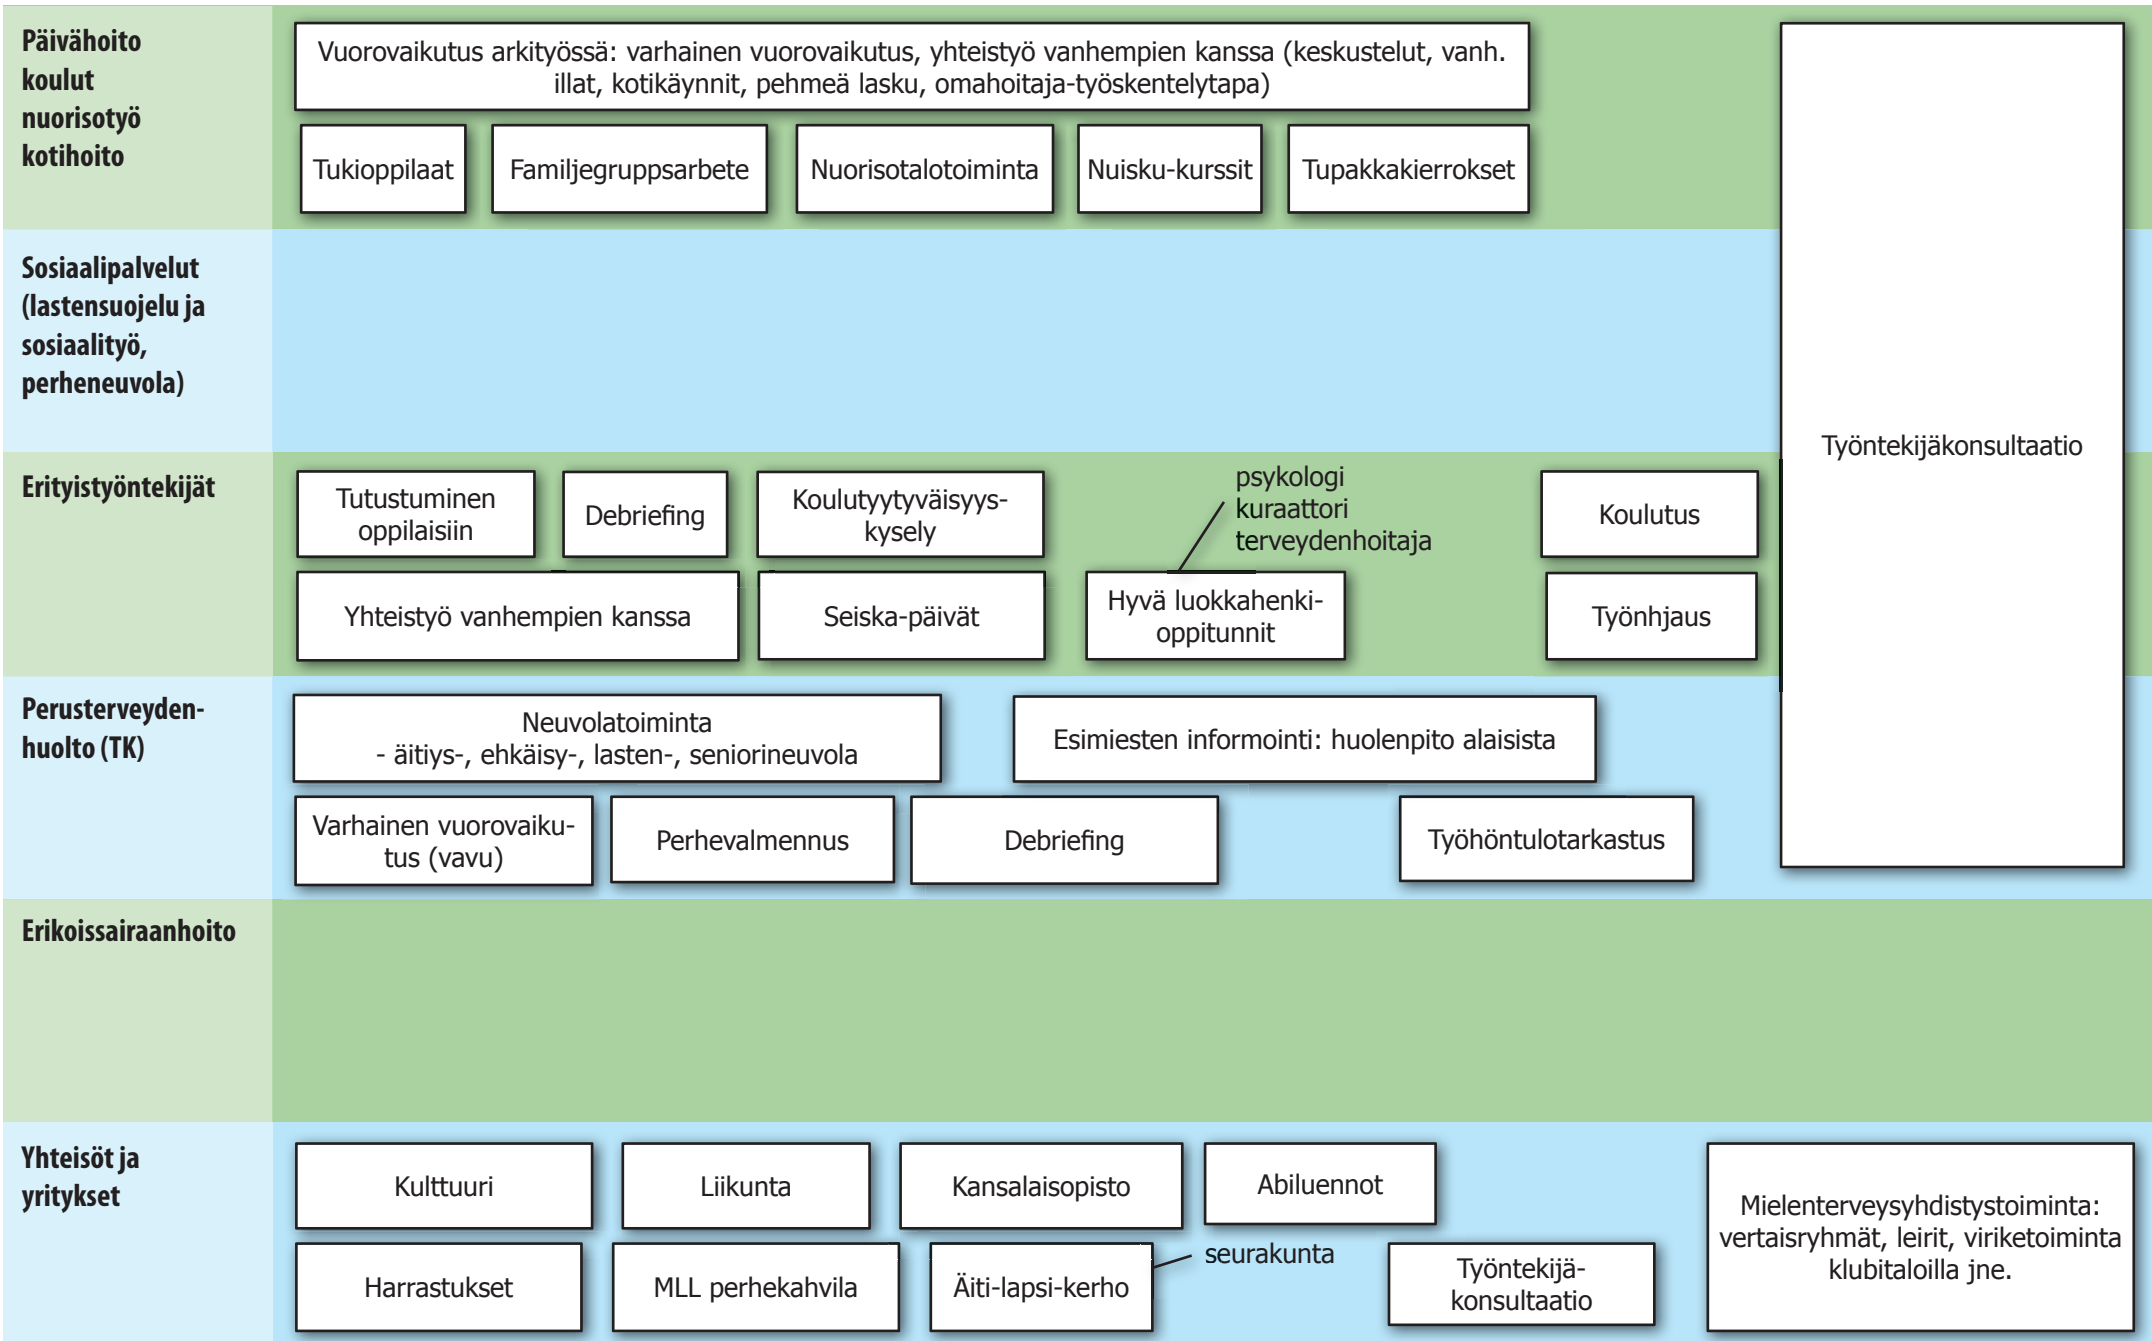 Päivähoito
koulut
nuorisotyö
kotihoito
Vuorovaikutus arkityössä: varhainen vuorovaikutus, yhteistyö vanhempien kanssa (keskustelut, vanh.
illat, kotikäynnit, pehmeä lasku, omahoitaja-työskentelytapa)
Tukioppilaat
Familjegruppsarbete
Nuorisotalotoiminta
Nuisku-kurssit
Tupakkakierrokset
Työntekijäkonsultaatio
Sosiaalipalvelut
(lastensuojelu ja
sosiaalityö,
perheneuvola)
Erityistyöntekijät
Tutustuminen
oppilaisiin
Debriefing
Koulutyytyväisyys-
kysely
psykologi
kuraattori
terveydenhoitaja
Koulutus
Yhteistyö vanhempien kanssa
Seiska-päivät
Hyvä luokkahenki-
oppitunnit
Työnhjaus
Perusterveyden-
huolto (TK)
Neuvolatoiminta
- äitiys-, ehkäisy-, lasten-, seniorineuvola
Esimiesten informointi: huolenpito alaisista
Varhainen vuorovaiku-
tus (vavu)
Perhevalmennus
Debriefing
Työhöntulotarkastus
Erikoissairaanhoito
Yhteisöt ja
yritykset
Kulttuuri
Liikunta
Kansalaisopisto
Abiluennot
Mielenterveysyhdistystoiminta:
vertaisryhmät, leirit, viriketoiminta
klubitaloilla jne.
Harrastukset
MLL perhekahvila
Äiti-lapsi-kerho
seurakunta
Työntekijä-
konsultaatio